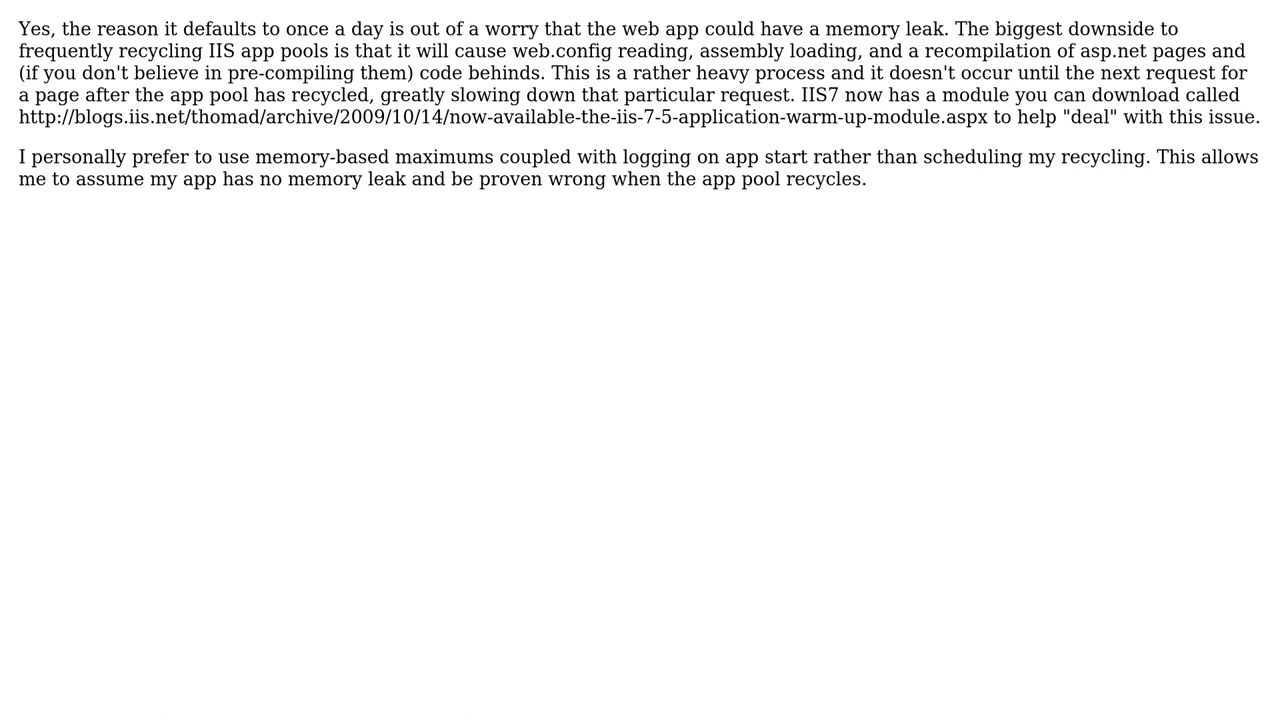 Yes, the reason it defaults to once a day is out of a worry that the web app could have a memory leak. The biggest downside to
frequently recycling IIS app pools is that it will cause web.config reading, assembly loading, and a recompilation of asp.net pages and
(if you don't believe in pre-compiling them) code behinds. This is a rather heavy process and it doesn't occur until the next request for
a page after the app pool has recycled, greatly slowing down that particular request. IIS7 now has a module you can download called
http://blogs.iis.net/thomad/archive/2009/10/14/now-available-the-iis-7-5-application-warm-up-module.aspx to help "deal" with this issue.
I personally prefer to use memory-based maximums coupled with logging on app start rather than scheduling my recycling. This allows
me to assume my app has no memory leak and be proven wrong when the app pool recycles.